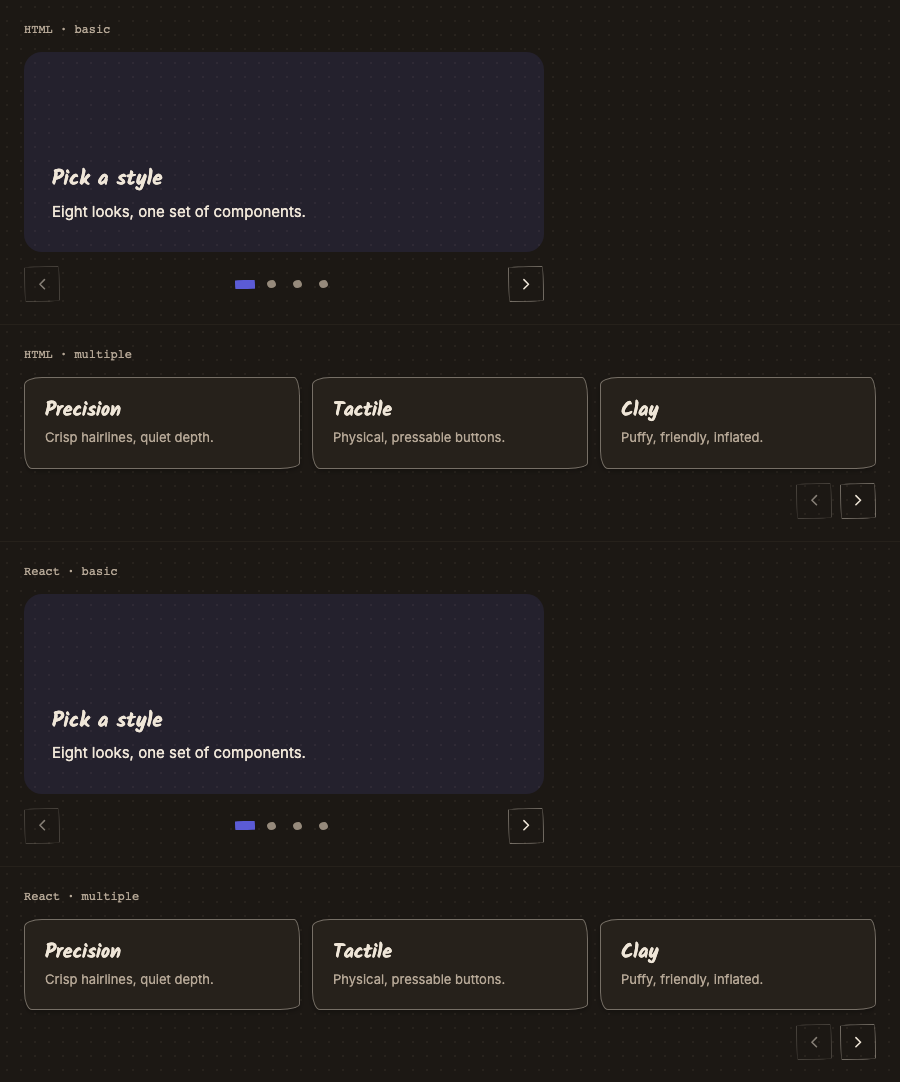 HTML · basic
Pick a style
Eight looks, one set of components.
HTML · multiple
Precision
Crisp hairlines, quiet depth.
Tactile
Physical, pressable buttons.
Clay
Puffy, friendly, inflated.
React · basic
Pick a style
Eight looks, one set of components.
React · multiple
Precision
Crisp hairlines, quiet depth.
Tactile
Physical, pressable buttons.
Clay
Puffy, friendly, inflated.